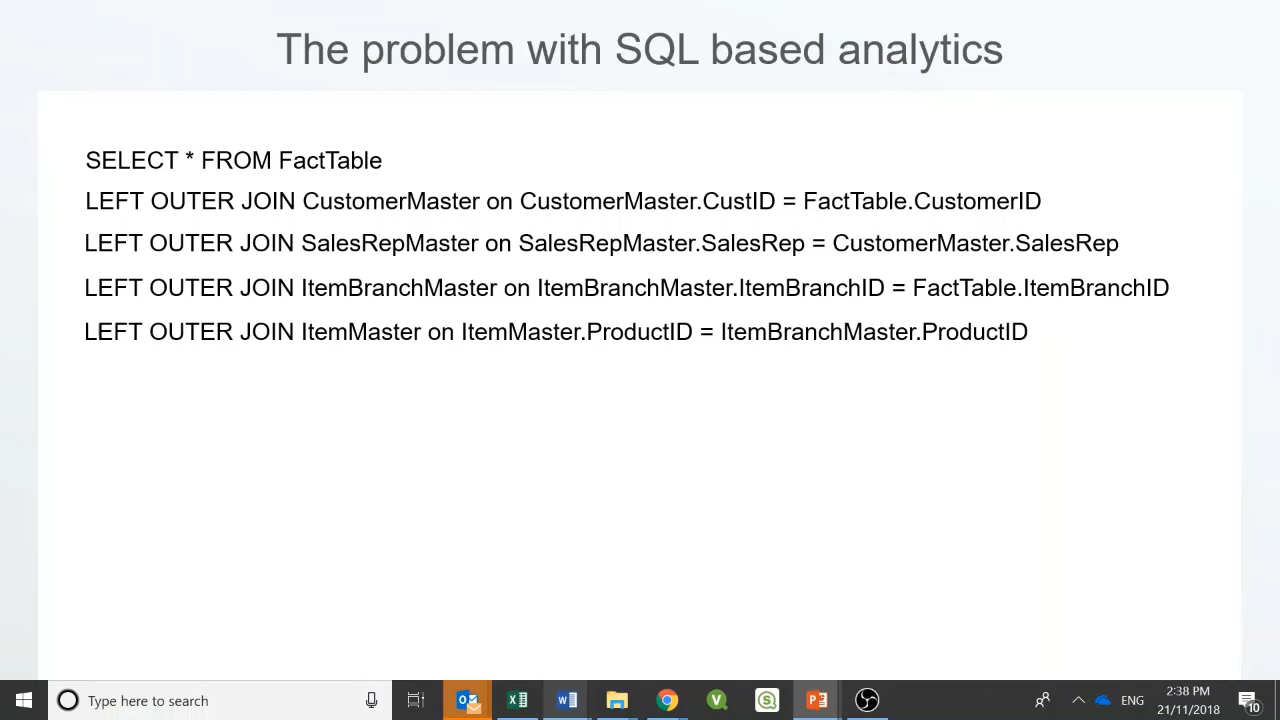 The problem with SQL based analytics
SELECT * FROM FactTable
LEFT OUTER JOIN CustomerMaster on CustomerMaster.CustID = FactTable.CustomerID
LEFT OUTER JOIN SalesRepMaster on SalesRepMaster.SalesRep = CustomerMaster.SalesRep
LEFT OUTER JOIN ItemBranchMaster on ItemBranchMaster.ItemBranchID = FactTable.ItemBranchID
LEFT OUTER JOIN ItemMaster on ItemMaster.ProductID = ItemBranchMaster.ProductID
Type here to search
ENG
2:38 PM
21/11/2018
10